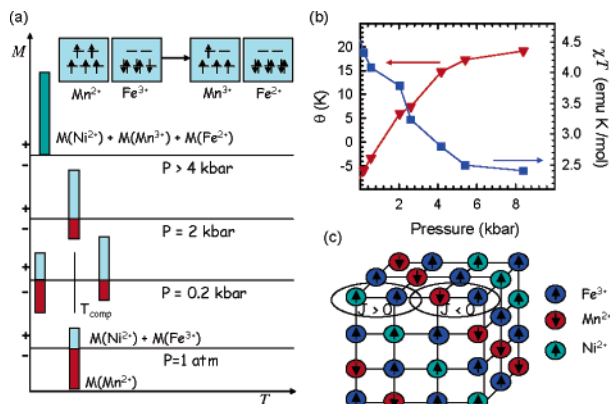 (a)
M
Mn²⁺ Fe³⁺ Mn³⁺ Fe²⁺
M(Ni²⁺) + M(Mn³⁺) + M(Fe²⁺)
+
-
P > 4 kbar
+
-
P = 2 kbar
+
-
P = 0.2 kbar
T_comp
M(Ni²⁺) + M(Fe³⁺)
+
-
P=1 atm
M(Mn²⁺)
T
(b)
20
15
10
5
0
-5
θ (K)
4.5
4.0
3.5
3.0
2.5
χT (emu K /mol)
0 2 4 6 8
Pressure (kbar)
(c)
J > 0 J < 0
Fe³⁺
Mn²⁺
Ni²⁺